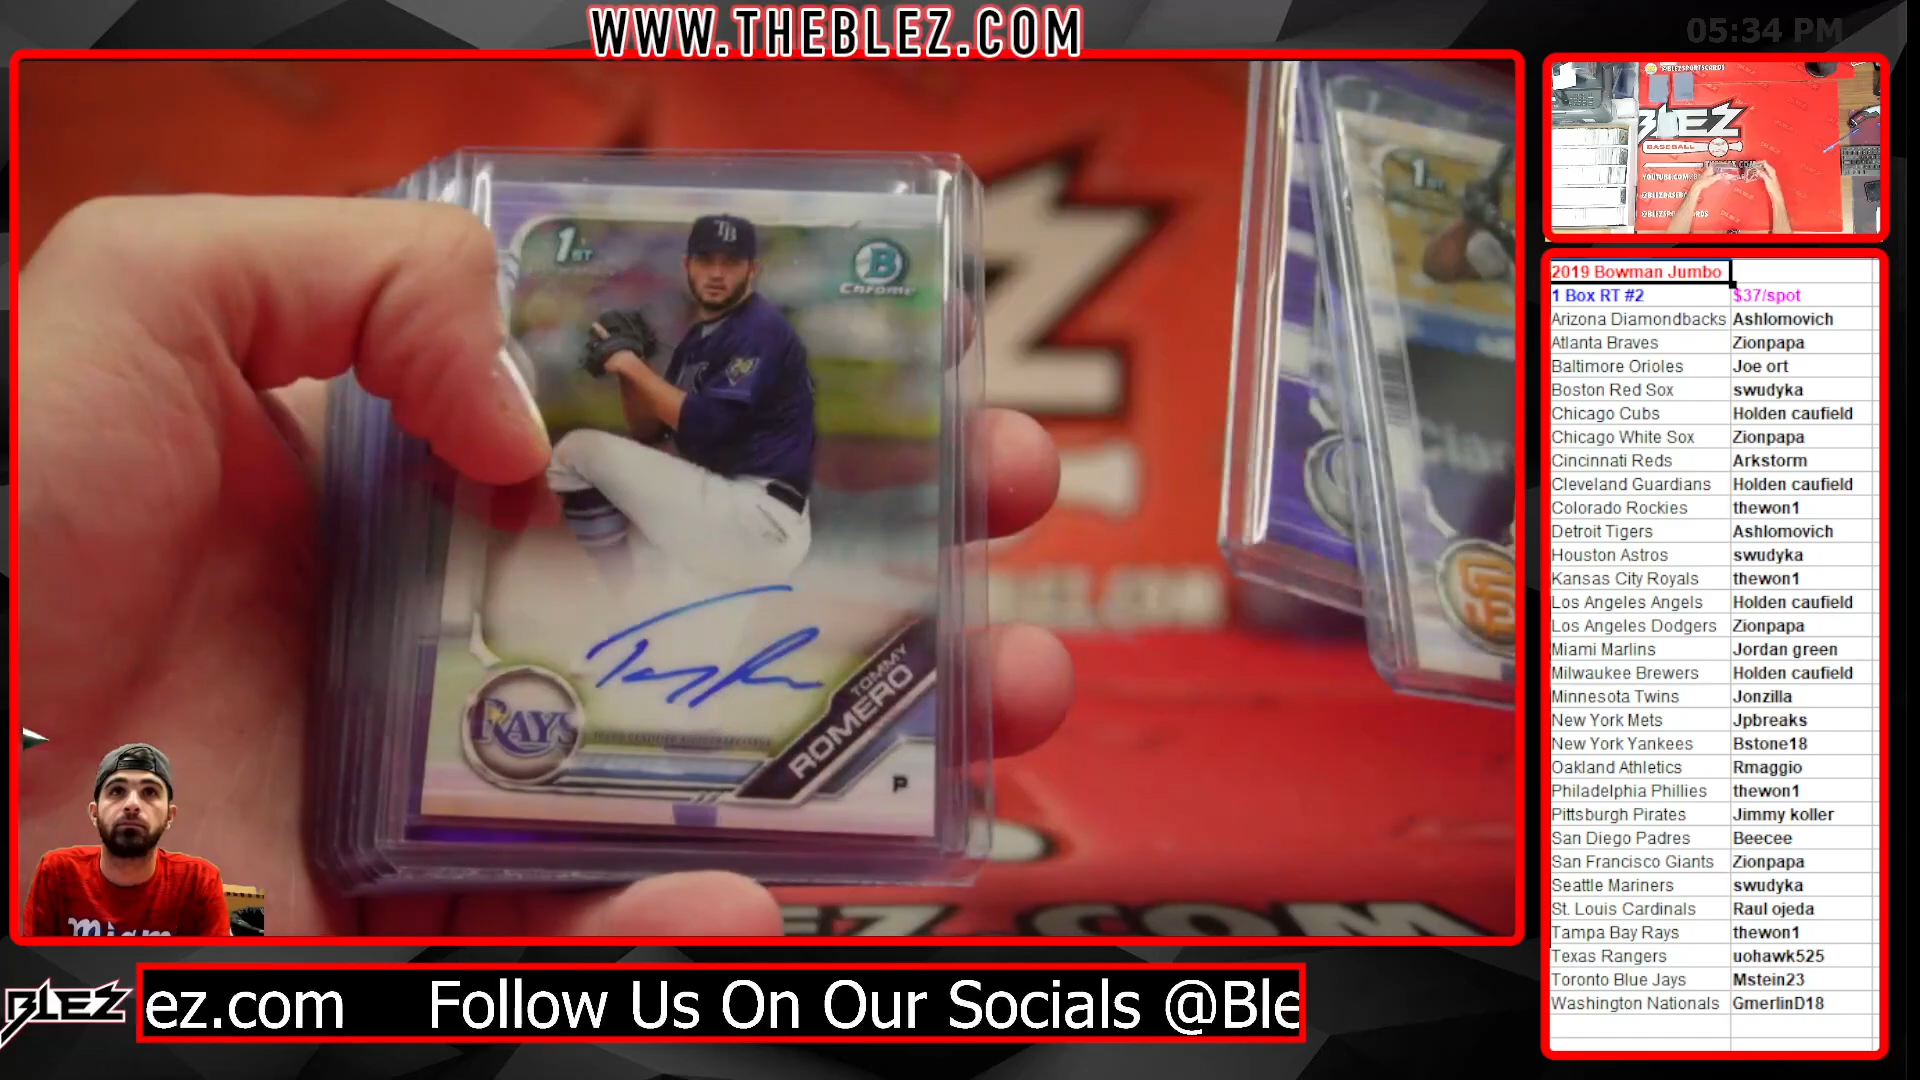 WWW.THEBLEZ.COM
05:34 PM
1ST
B
Chrome
TB
RAYS
TOMMY
ROMERO
P
1ST
SF
BLEZ
BASEBALL
2019 Bowman Jumbo
1 Box RT #2 $37/spot
Arizona Diamondbacks Ashlomovich
Atlanta Braves Zionpapa
Baltimore Orioles Joe ort
Boston Red Sox swudyka
Chicago Cubs Holden caufield
Chicago White Sox Zionpapa
Cincinnati Reds Arkstorm
Cleveland Guardians Holden caufield
Colorado Rockies thewon1
Detroit Tigers Ashlomovich
Houston Astros swudyka
Kansas City Royals thewon1
Los Angeles Angels Holden caufield
Los Angeles Dodgers Zionpapa
Miami Marlins Jordan green
Milwaukee Brewers Holden caufield
Minnesota Twins Jonzilla
New York Mets Jpbreaks
New York Yankees Bstone18
Oakland Athletics Rmaggio
Philadelphia Phillies thewon1
Pittsburgh Pirates Jimmy koller
San Diego Padres Beecee
San Francisco Giants Zionpapa
Seattle Mariners swudyka
St. Louis Cardinals Raul ojeda
Tampa Bay Rays thewon1
Texas Rangers uohawk525
Toronto Blue Jays Mstein23
Washington Nationals GmerlinD18
BLEZ
ez.com Follow Us On Our Socials @Ble